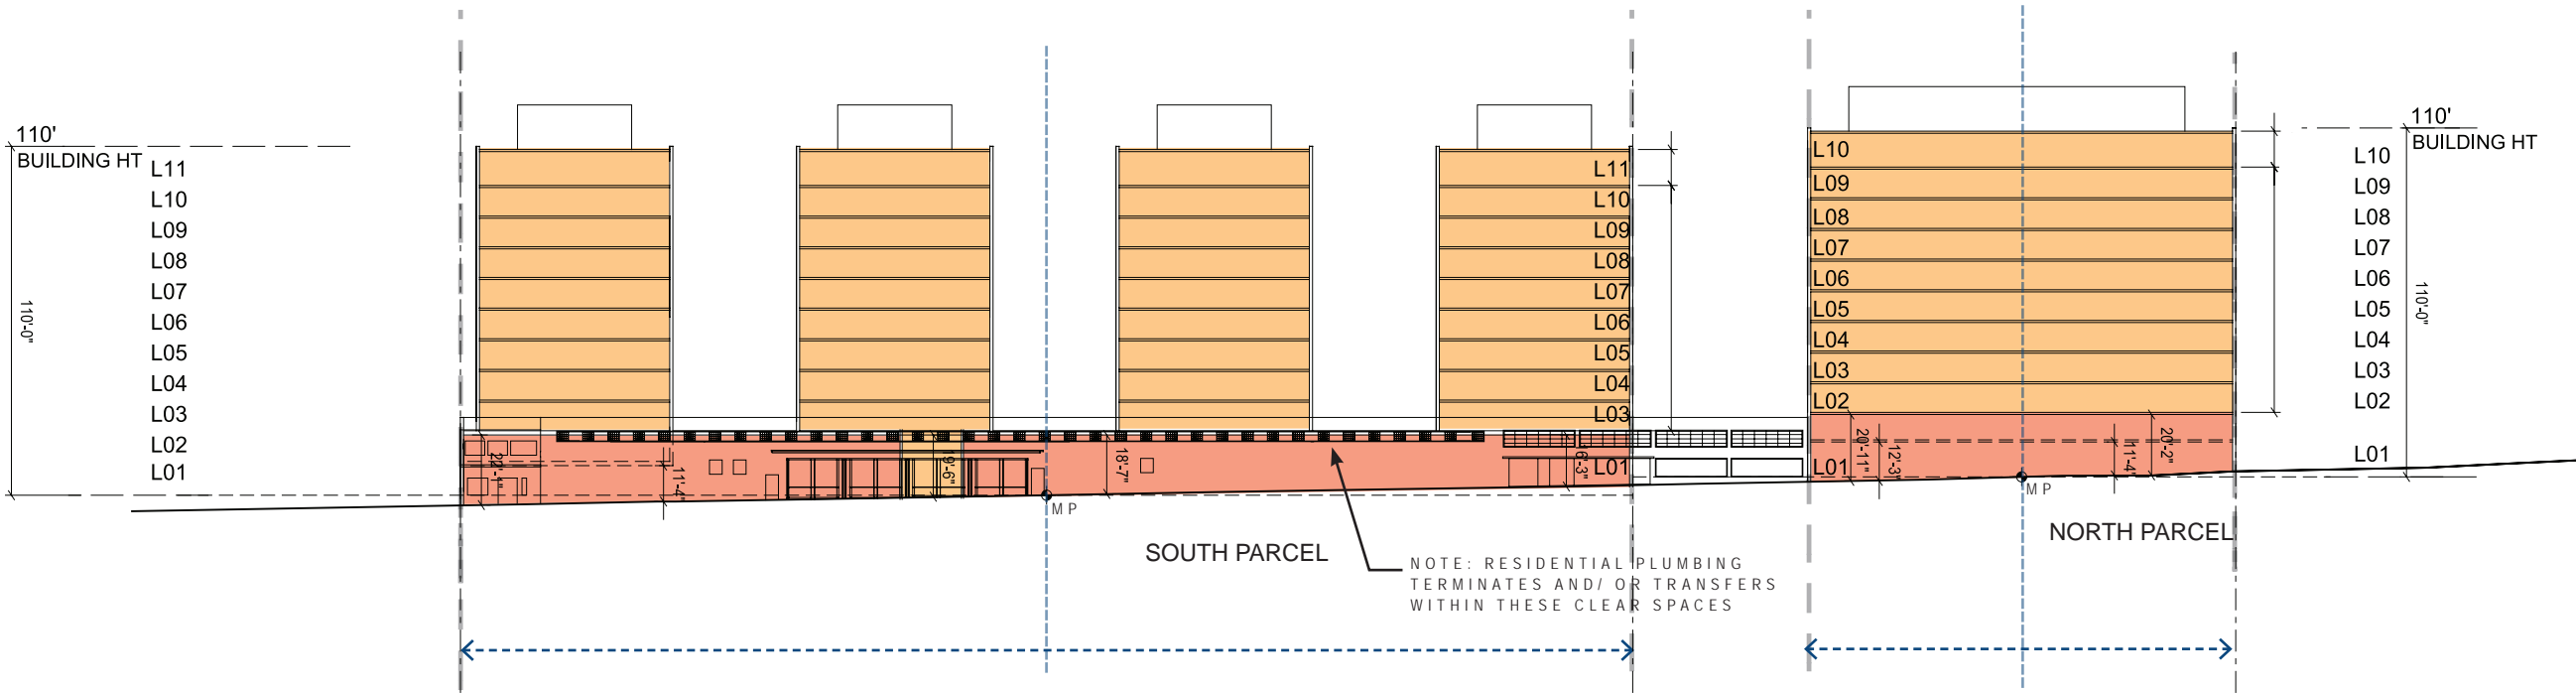 110'
BUILDING HT
L11
L10
L09
L08
L07
L06
L05
L04
L03
L02
L01
110'-0"
22'-1"
11'-4"
19'-6"
18'-7"
L11
L10
L09
L08
L07
L06
L05
L04
L03
L01
MP
SOUTH PARCEL
NOTE: RESIDENTIAL PLUMBING
TERMINATES AND/ OR TRANSFERS
WITHIN THESE CLEAR SPACES
L10
L09
L08
L07
L06
L05
L04
L03
L02
L01
20'-11"
12'-3"
11'-4"
20'-2"
MP
NORTH PARCEL
110'
BUILDING HT
L10
L09
L08
L07
L06
L05
L04
L03
L02
L01
110'-0"